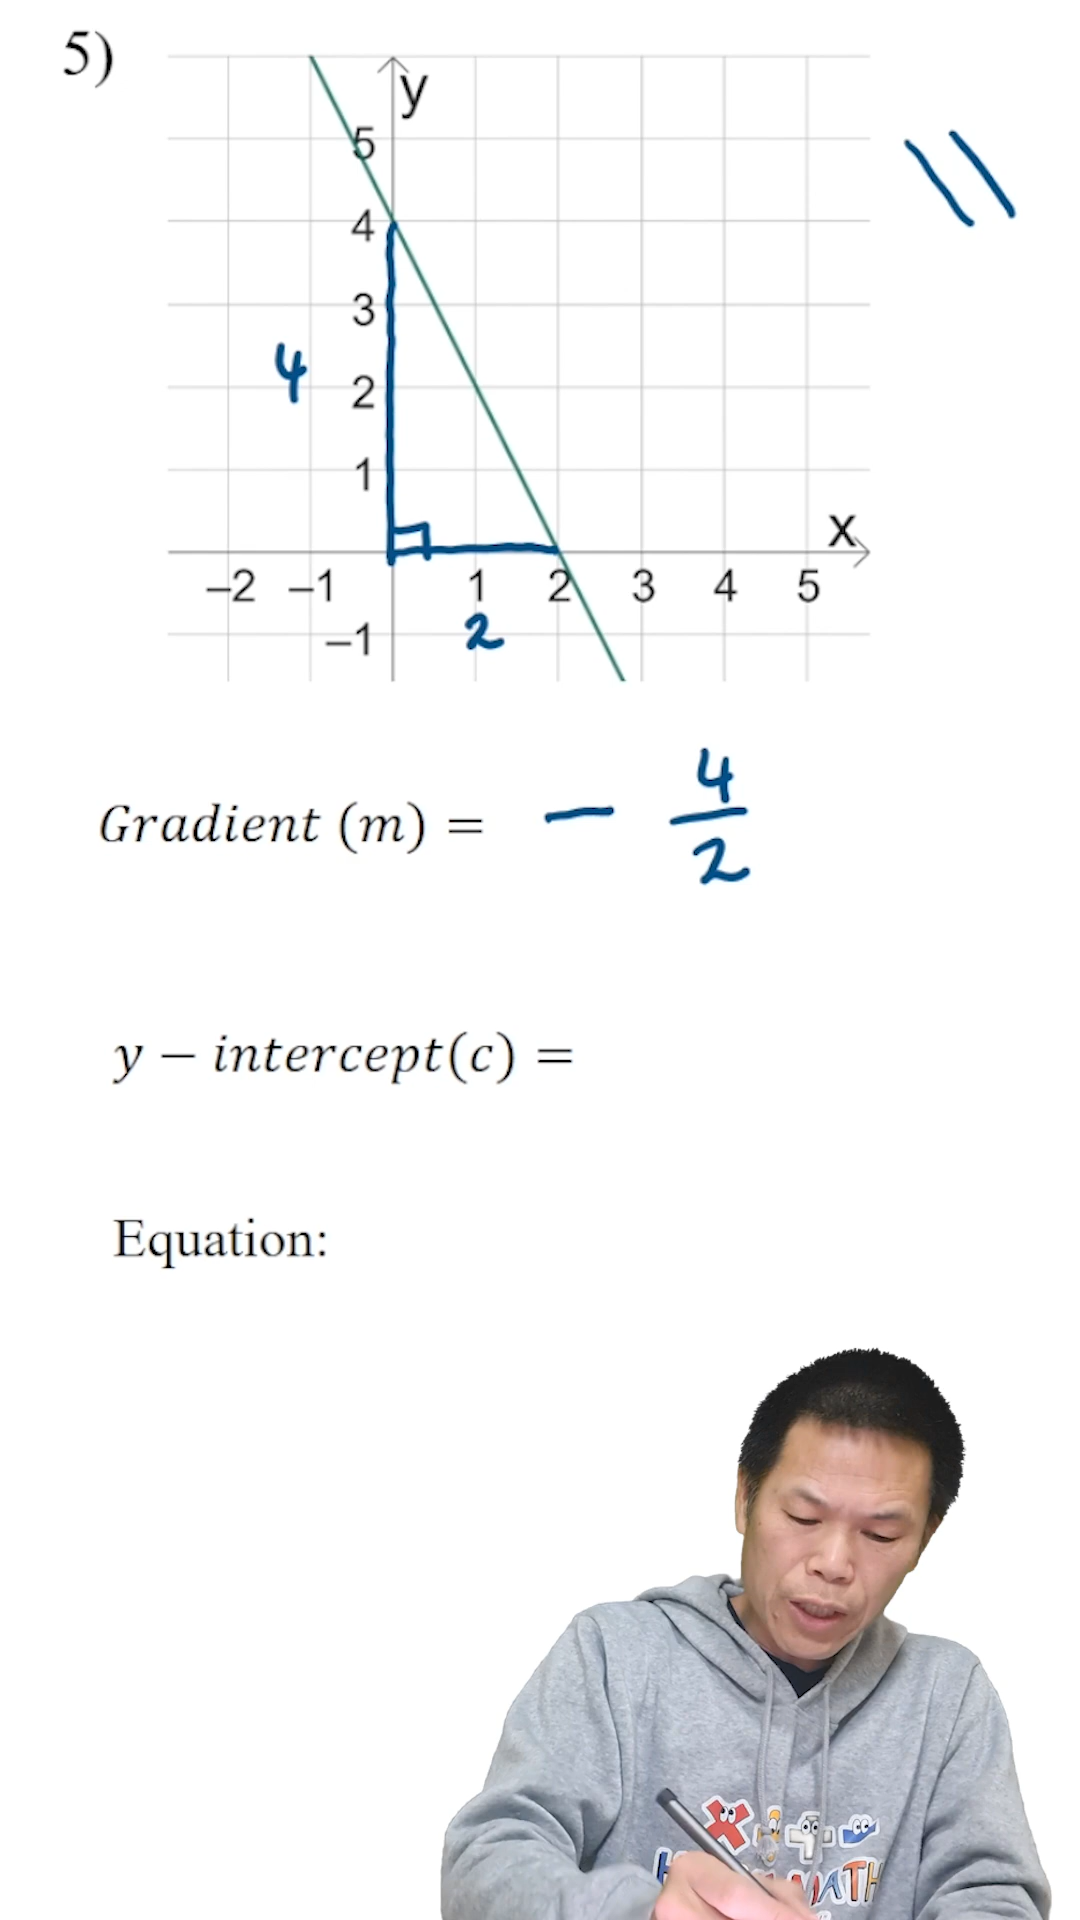 5)
y
5
4
3
4
2
1
x
–2 –1 1 2 3 4 5
2
–1
Gradient (m) = − 4/2
y − intercept(c) =
Equation:
MATH